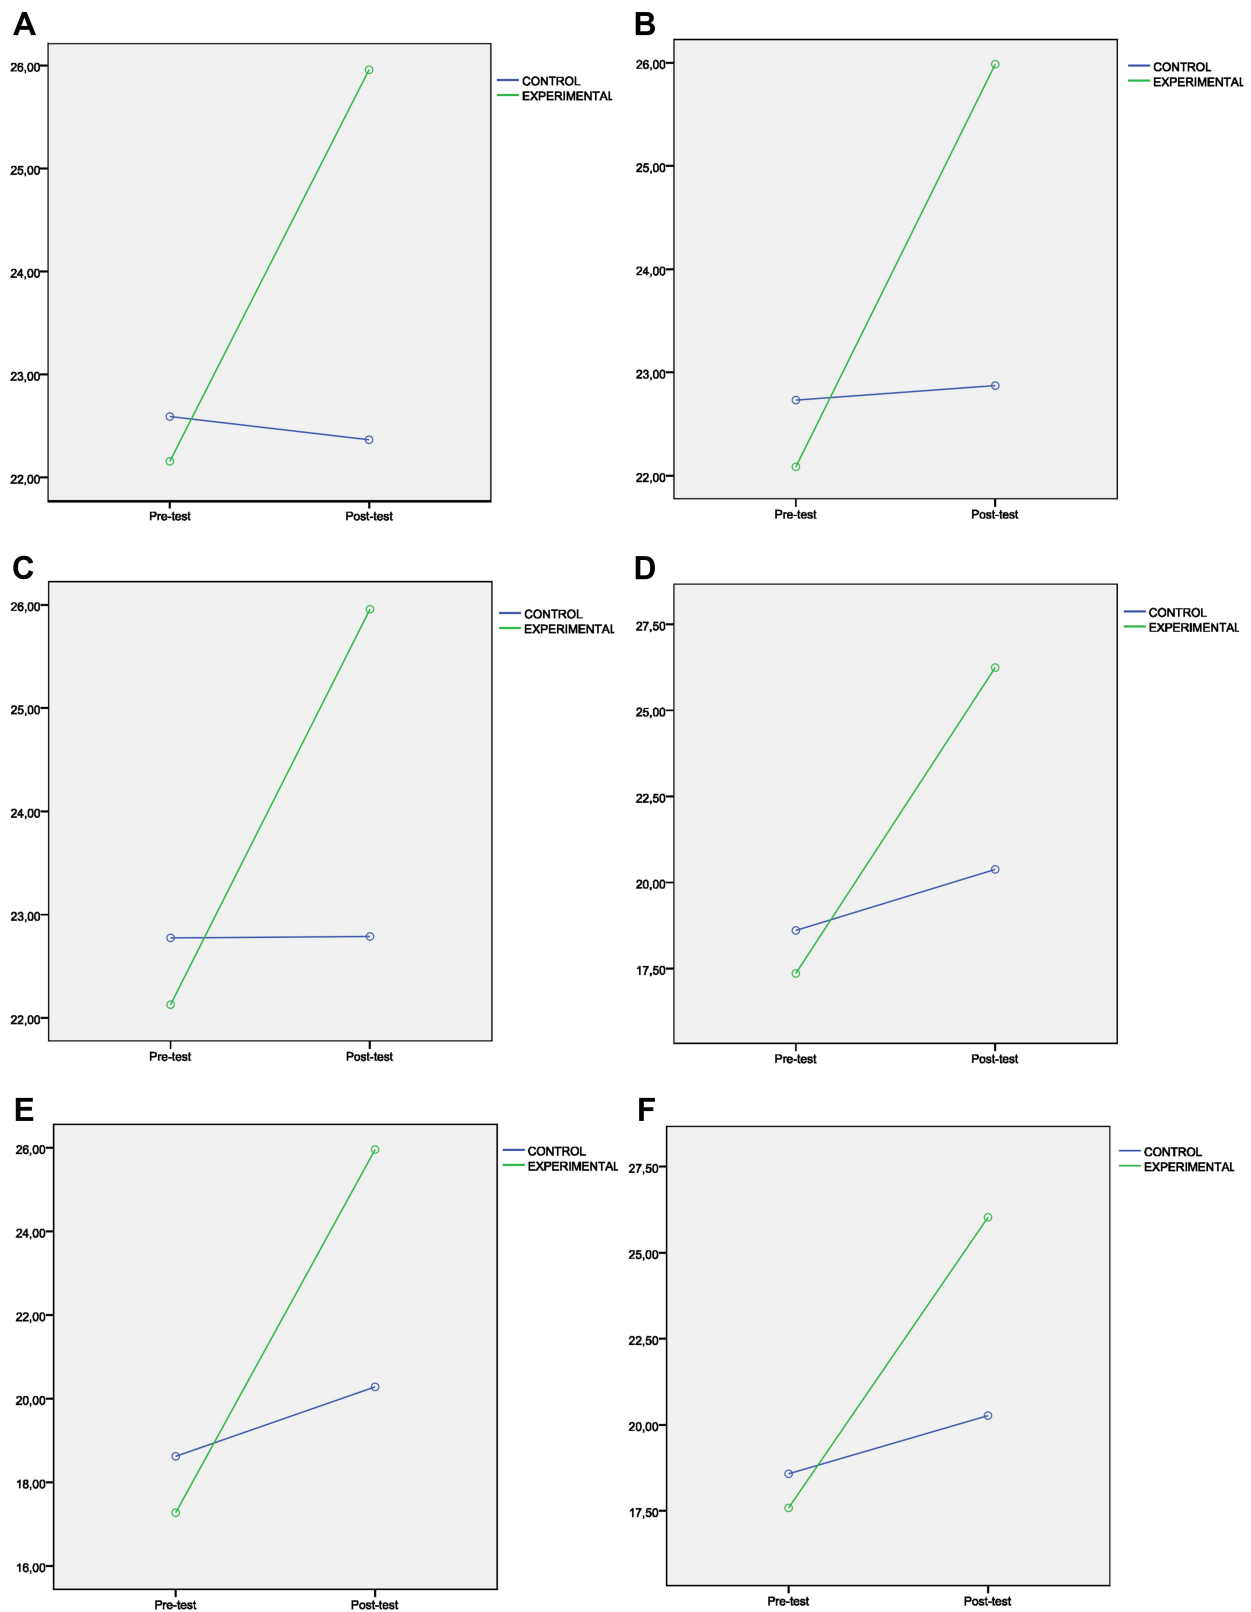 A
26,00
25,00
24,00
23,00
22,00
Pre-test
Post-test
CONTROL
EXPERIMENTAL
B
26,00
25,00
24,00
23,00
22,00
Pre-test
Post-test
CONTROL
EXPERIMENTAL
C
26,00
25,00
24,00
23,00
22,00
Pre-test
Post-test
CONTROL
EXPERIMENTAL
D
27,50
25,00
22,50
20,00
17,50
Pre-test
Post-test
CONTROL
EXPERIMENTAL
E
26,00
24,00
22,00
20,00
18,00
16,00
Pre-test
Post-test
CONTROL
EXPERIMENTAL
F
27,50
25,00
22,50
20,00
17,50
Pre-test
Post-test
CONTROL
EXPERIMENTAL